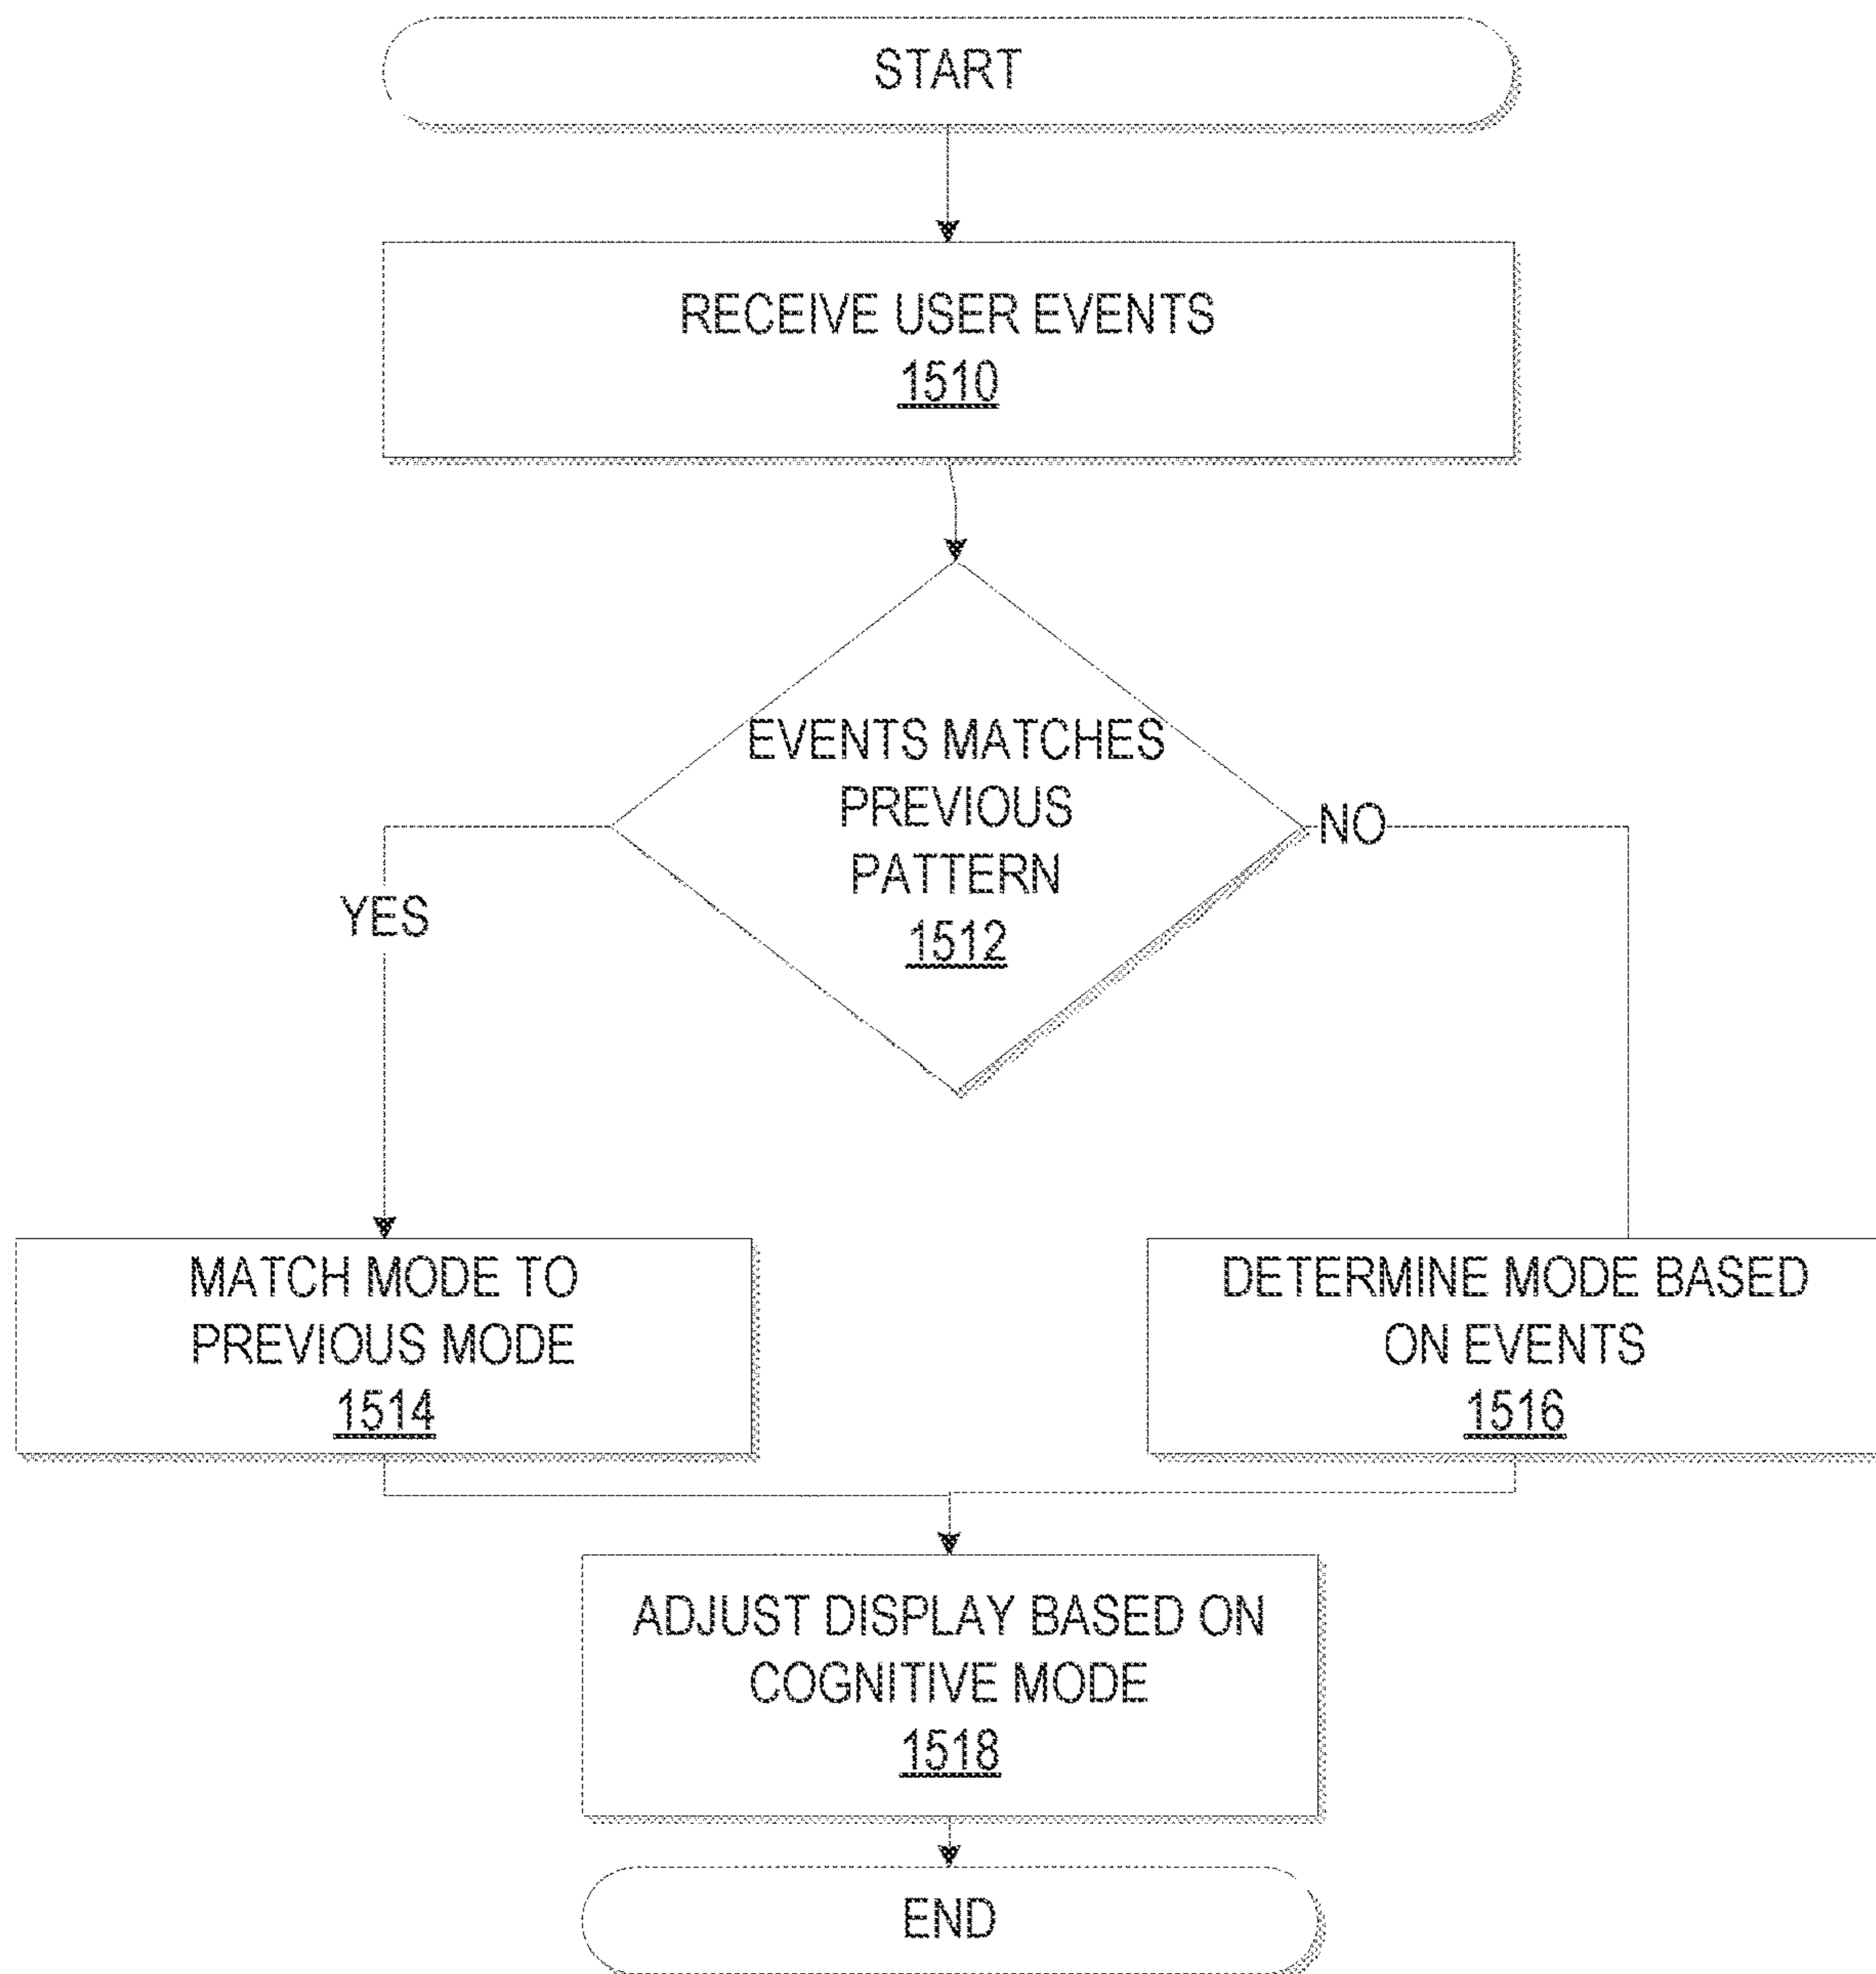 START
RECEIVE USER EVENTS
1510
EVENTS MATCHES
PREVIOUS
PATTERN
1512
YES
NO
MATCH MODE TO
PREVIOUS MODE
1514
DETERMINE MODE BASED
ON EVENTS
1516
ADJUST DISPLAY BASED ON
COGNITIVE MODE
1518
END